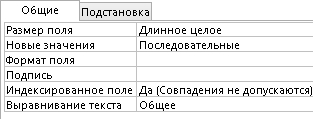 Общие Подстановка
Размер поля Длинное целое
Новые значения Последовательные
Формат поля
Подпись
Индексированное поле Да (Совпадения не допускаются)
Выравнивание текста Общее